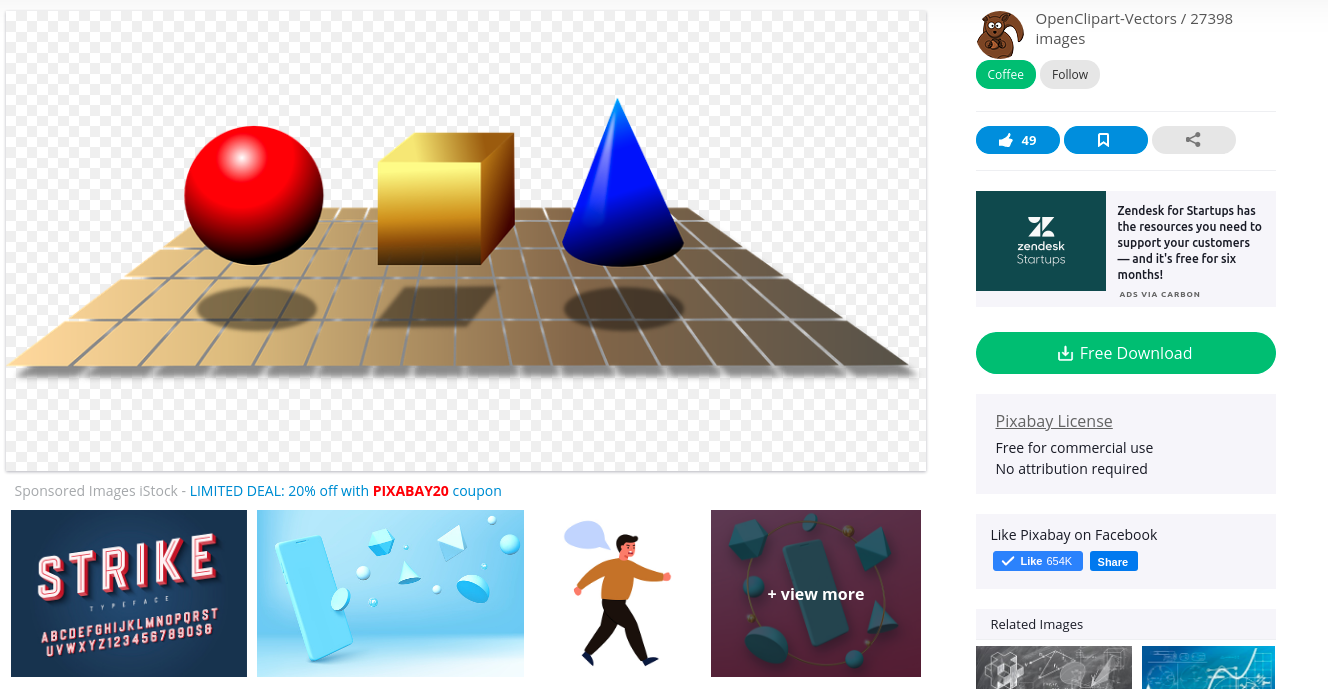 OpenClipart-Vectors / 27398
images
Coffee
Follow
49
zendesk
Startups
Zendesk for Startups has
the resources you need to
support your customers
— and it's free for six
months!
ADS VIA CARBON
Free Download
Pixabay License
Free for commercial use
No attribution required
Sponsored Images iStock - LIMITED DEAL: 20% off with PIXABAY20 coupon
STRIKE
TYPEFACE
ABCDEFGHIJKLMNOPQRST
UVWXYZ1234567890$&
+ view more
Like Pixabay on Facebook
Like 654K
Share
Related Images